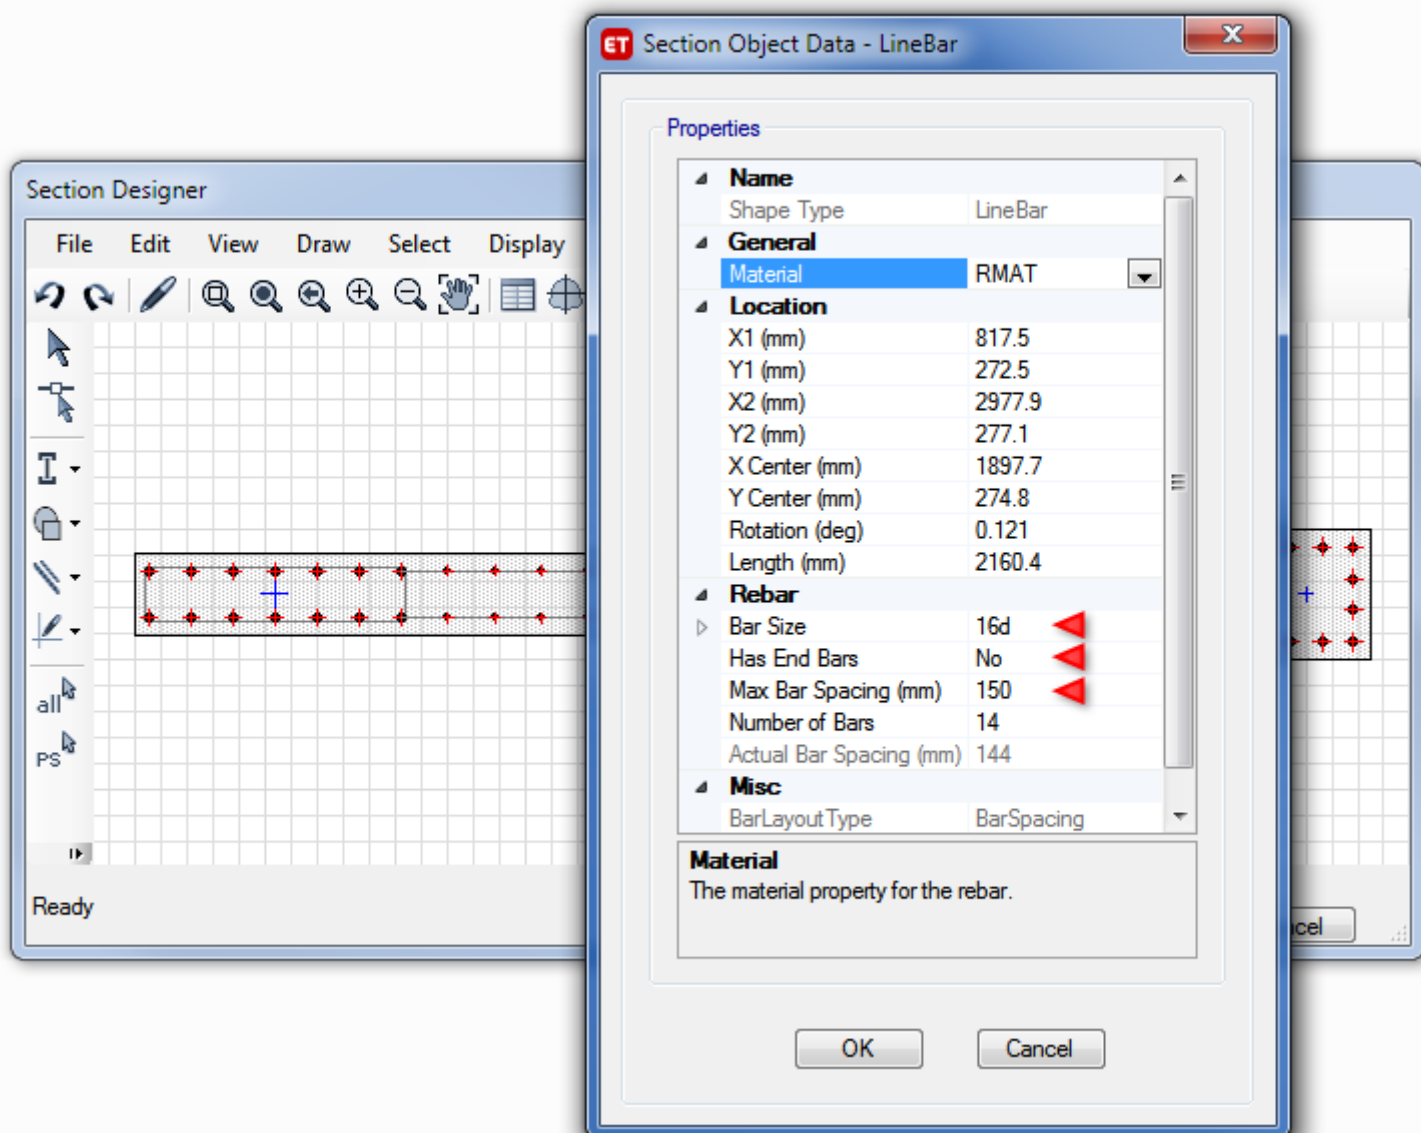 ET Section Object Data - LineBar
X
Properties
Name
Shape Type LineBar
General
Material RMAT
Location
X1 (mm) 817.5
Y1 (mm) 272.5
X2 (mm) 2977.9
Y2 (mm) 277.1
X Center (mm) 1897.7
Y Center (mm) 274.8
Rotation (deg) 0.121
Length (mm) 2160.4
Rebar
Bar Size 16d
Has End Bars No
Max Bar Spacing (mm) 150
Number of Bars 14
Actual Bar Spacing (mm) 144
Misc
BarLayoutType BarSpacing
Material
The material property for the rebar.
OK Cancel
Section Designer
File Edit View Draw Select Display
all
PS
Ready
ncel